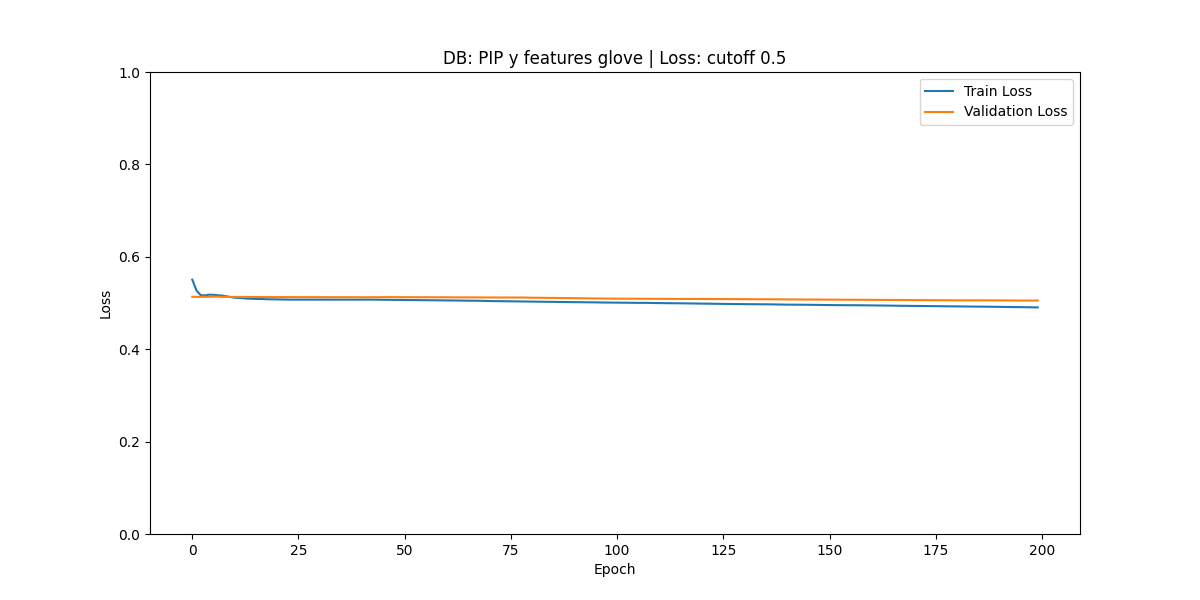 DB: PIP y features glove | Loss: cutoff 0.5
1.0
0.8
0.6
0.4
0.2
0.0
Loss
Train Loss
Validation Loss
0 25 50 75 100 125 150 175 200
Epoch